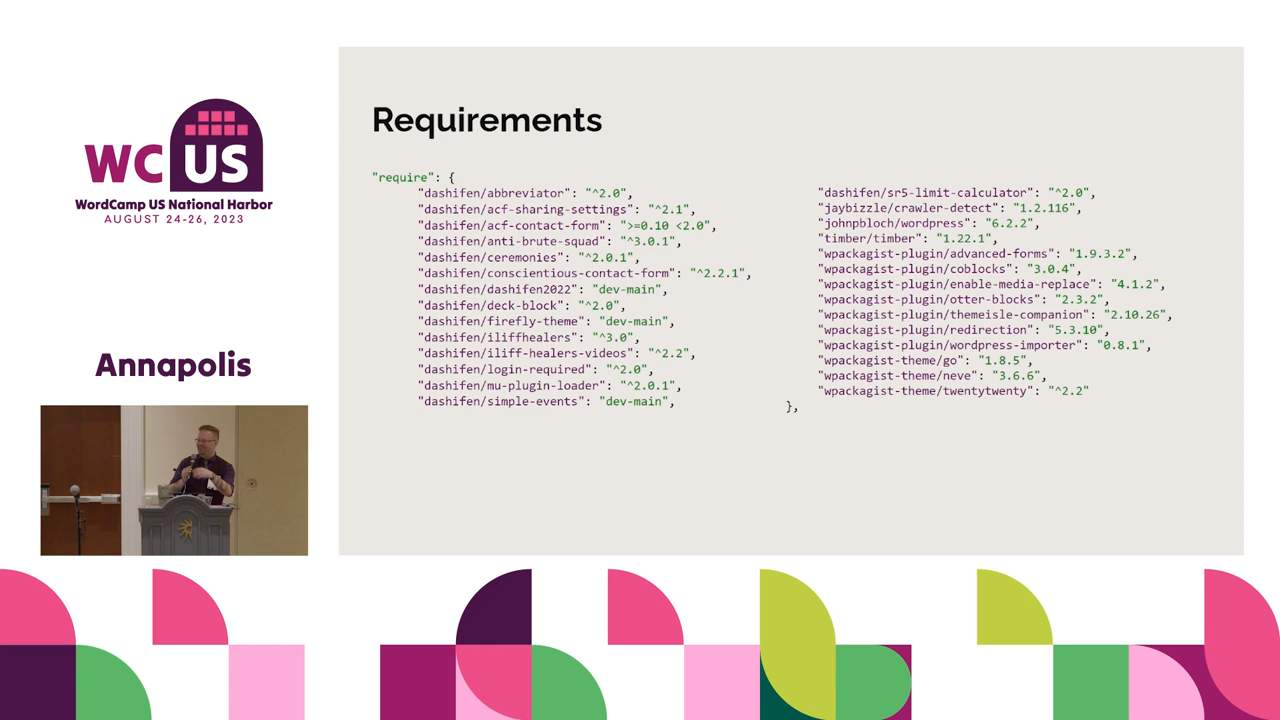 WC US
WordCamp US National Harbor
AUGUST 24-26, 2023
Annapolis
Requirements
"require": {
"dashifen/abbreviator": "^2.0",
"dashifen/acf-sharing-settings": "^2.1",
"dashifen/acf-contact-form": ">=0.10 <2.0",
"dashifen/anti-brute-squad": "^3.0.1",
"dashifen/ceremonies": "^2.0.1",
"dashifen/conscientious-contact-form": "^2.2.1",
"dashifen/dashifen2022": "dev-main",
"dashifen/deck-block": "^2.0",
"dashifen/firefly-theme": "dev-main",
"dashifen/iliffhealers": "^3.0",
"dashifen/iliff-healers-videos": "^2.2",
"dashifen/login-required": "^2.0",
"dashifen/mu-plugin-loader": "^2.0.1",
"dashifen/simple-events": "dev-main",
"dashifen/sr5-limit-calculator": "^2.0",
"jaybizzle/crawler-detect": "1.2.116",
"johnpbloch/wordpress": "6.2.2",
"timber/timber": "1.22.1",
"wpackagist-plugin/advanced-forms": "1.9.3.2",
"wpackagist-plugin/coblocks": "3.0.4",
"wpackagist-plugin/enable-media-replace": "4.1.2",
"wpackagist-plugin/otter-blocks": "2.3.2",
"wpackagist-plugin/themeisle-companion": "2.10.26",
"wpackagist-plugin/redirection": "5.3.10",
"wpackagist-plugin/wordpress-importer": "0.8.1",
"wpackagist-theme/go": "1.8.5",
"wpackagist-theme/neve": "3.6.6",
"wpackagist-theme/twentytwenty": "^2.2"
},